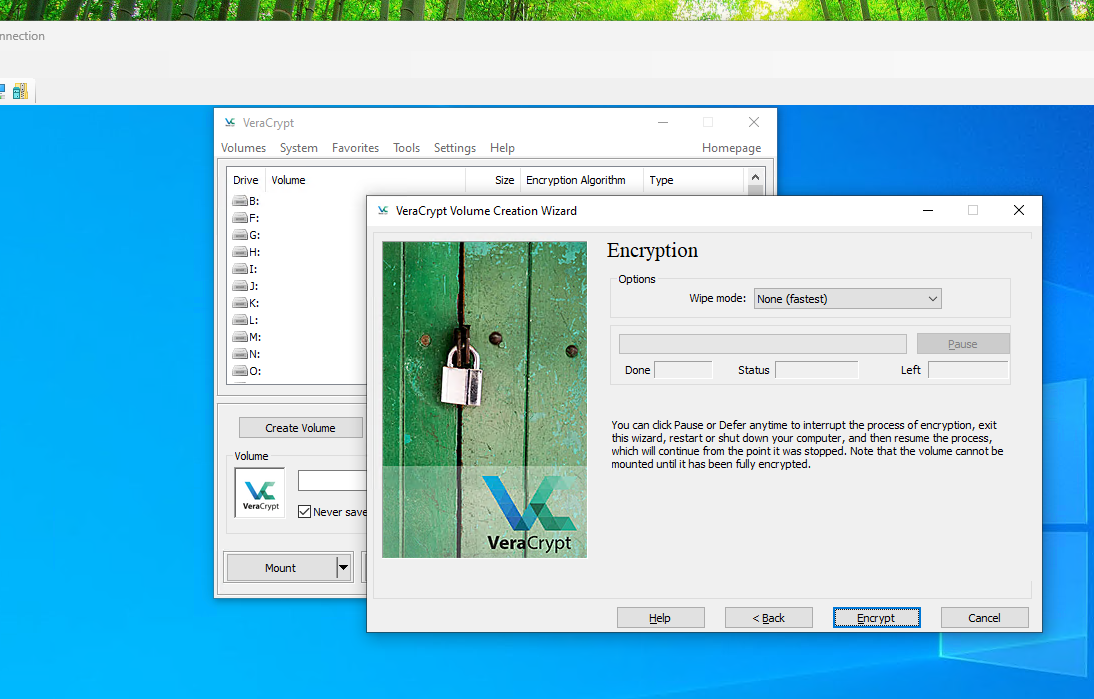 nnection
VeraCrypt
Volumes System Favorites Tools Settings Help Homepage
Drive Volume Size Encryption Algorithm Type
B:
F:
G:
H:
I:
J:
K:
L:
M:
N:
O:
Create Volume
Volume
VeraCrypt
Never save
Mount
VeraCrypt Volume Creation Wizard
Encryption
Options
Wipe mode: None (fastest)
Pause
Done Status Left
You can click Pause or Defer anytime to interrupt the process of encryption, exit
this wizard, restart or shut down your computer, and then resume the process,
which will continue from the point it was stopped. Note that the volume cannot be
mounted until it has been fully encrypted.
VeraCrypt
Help < Back Encrypt Cancel